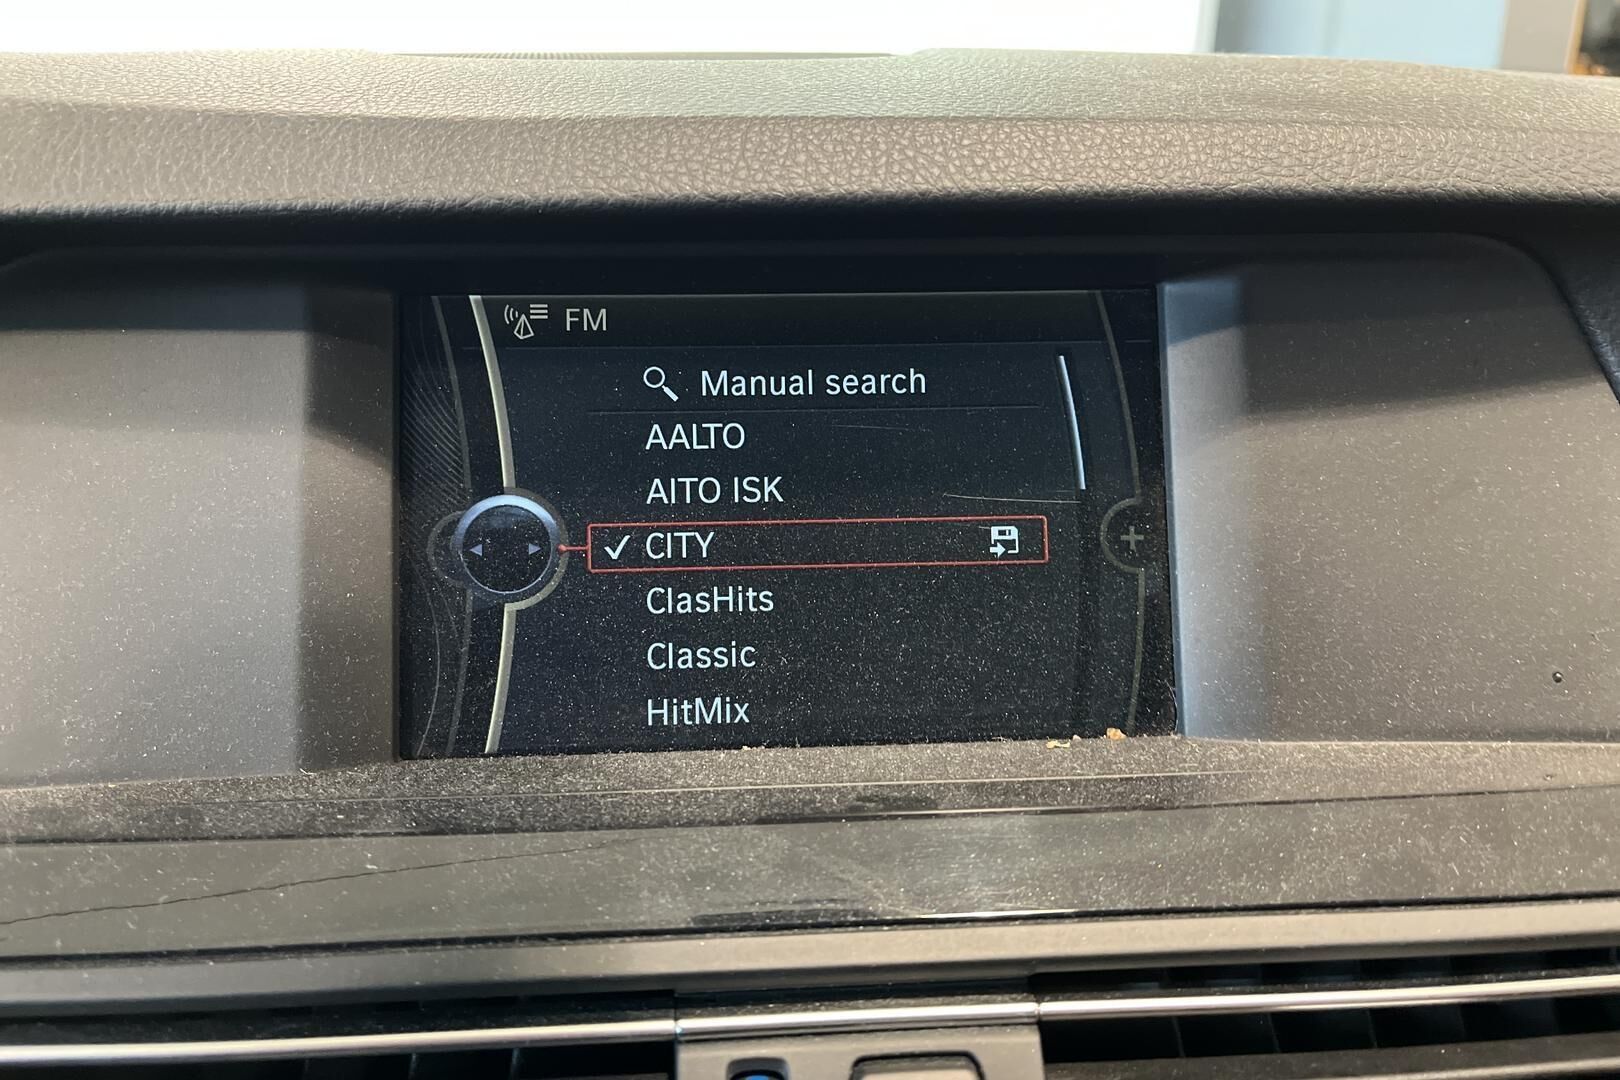 FM
Manual search
AALTO
AITO ISK
CITY
ClasHits
Classic
HitMix